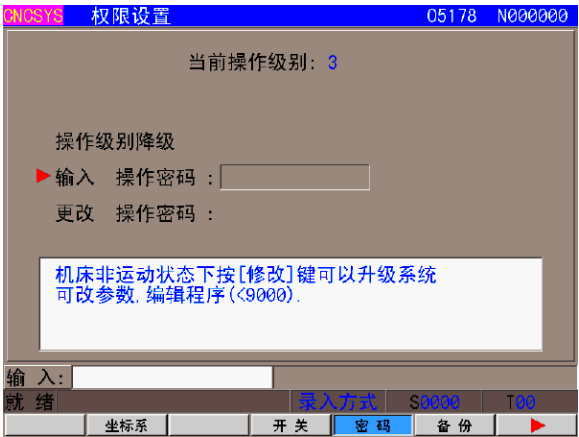 CNCSYS 权限设置 O5178 N000000
当前操作级别: 3
操作级别降级
输入 操作密码 :
更改 操作密码 :
机床非运动状态下按[修改]键可以升级系统
可改参数,编辑程序(<9000).
输 入:
就 绪 录入方式 S0000 T00
坐标系 开 关 密 码 备 份